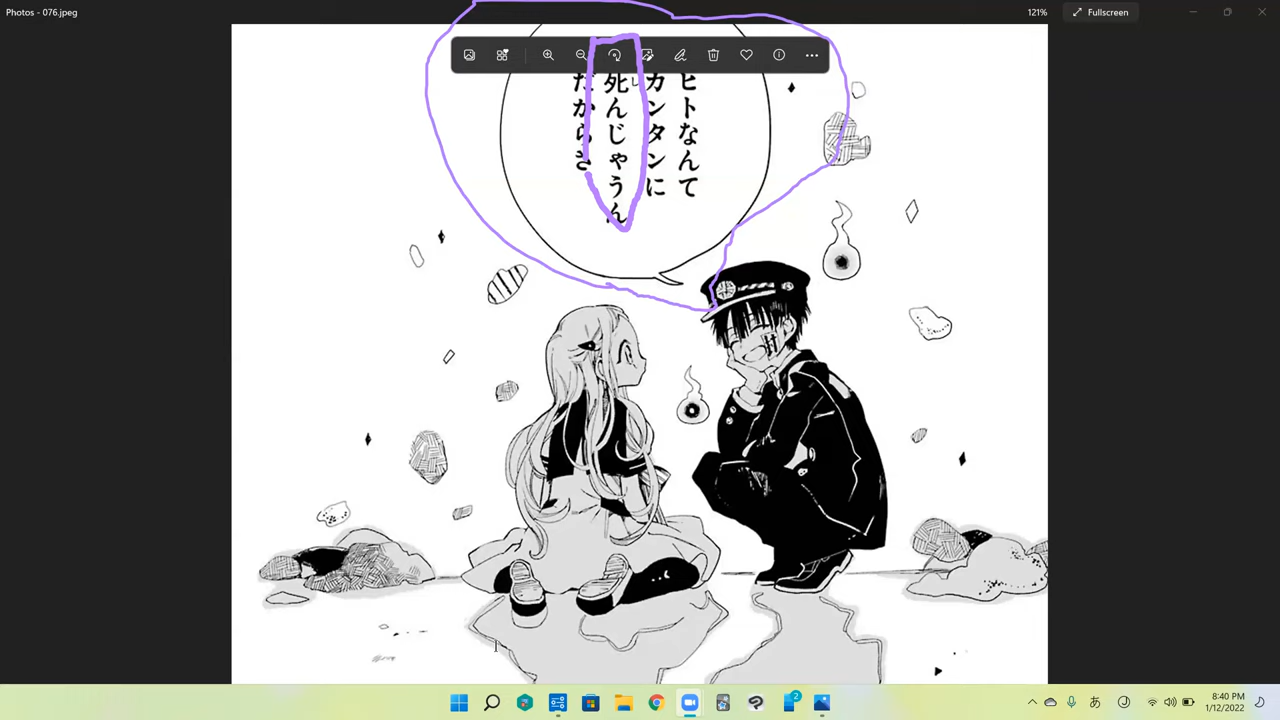 Photos - 076.jpeg
121%
Fullscreen
ヒトなんて
カンタンに
死んじゃうん
だからさ
2
あ
8:40 PM
1/12/2022